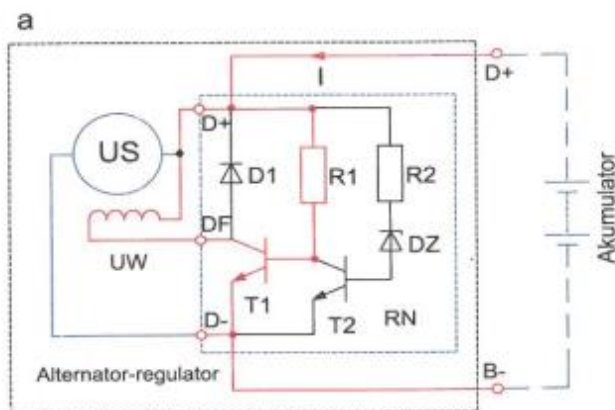 a
I
D+
D+
US
D1
R1
R2
DF
DZ
UW
T1
T2
RN
D-
Alternator-regulator
B-
Akumulator